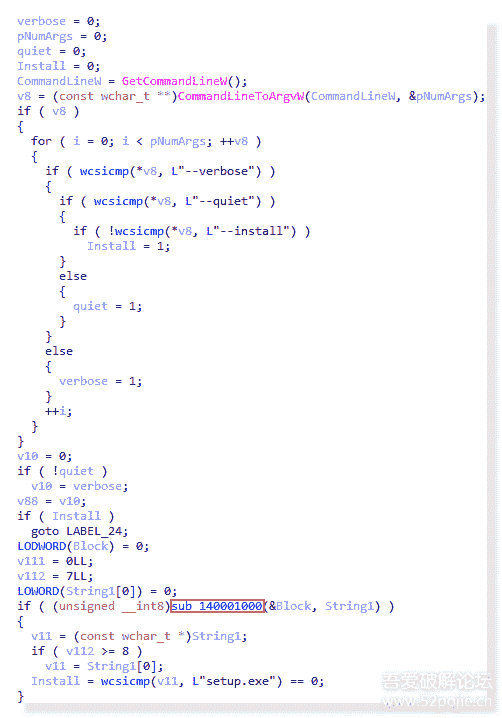 verbose = 0;
pNumArgs = 0;
quiet = 0;
Install = 0;
CommandLineW = GetCommandLineW();
v8 = (const wchar_t **)CommandLineToArgvW(CommandLineW, &pNumArgs);
if ( v8 )
{
for ( i = 0; i < pNumArgs; ++v8 )
{
if ( wcsicmp(*v8, L"--verbose") )
{
if ( wcsicmp(*v8, L"--quiet") )
{
if ( !wcsicmp(*v8, L"--install") )
Install = 1;
}
else
{
quiet = 1;
}
}
else
{
verbose = 1;
}
++i;
}
}
v10 = 0;
if ( !quiet )
v10 = verbose;
v88 = v10;
if ( Install )
goto LABEL_24;
LODWORD(Block) = 0;
v111 = 0LL;
v112 = 7LL;
LOWORD(String1[0]) = 0;
if ( (unsigned __int8)sub_140001000(&Block, String1) )
{
v11 = (const wchar_t *)String1;
if ( v112 >= 8 )
v11 = String1[0];
Install = wcsicmp(v11, L"setup.exe") == 0;
}
吾爱破解论坛
www.52pojie.cn